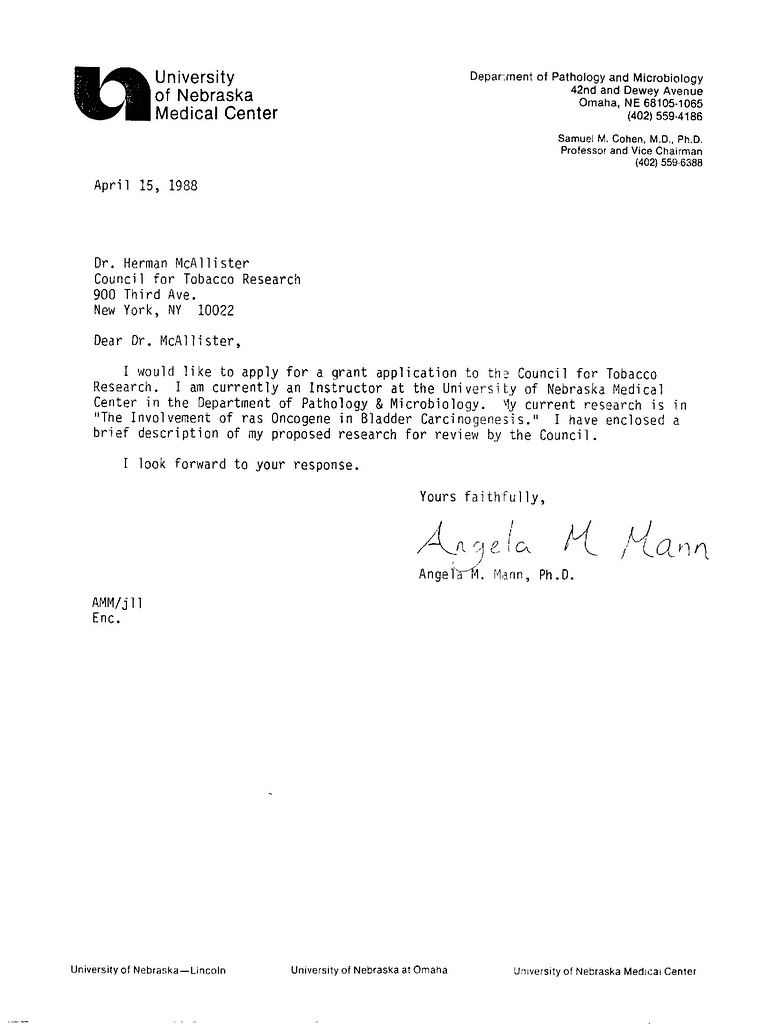 University
of Nebraska
Medical Center
Department of Pathology and Microbiology
42nd and Dewey Avenue
Omaha, NE 68105-1065
(402) 559-4186
Samuel M. Cohen, M.D., Ph.D.
Professor and Vice Chairman
(402) 559-6388
April 15, 1988
Dr. Herman McAllister
Council for Tobacco Research
900 Third Ave.
New York, NY 10022
Dear Dr. McAllister,
I would like to apply for a grant application to the Council for Tobacco
Research. I am currently an Instructor at the University of Nebraska Medical
Center in the Department of Pathology & Microbiology. My current research is in
"The Involvement of ras Oncogene in Bladder Carcinogenesis." I have enclosed a
brief description of my proposed research for review by the Council.
I look forward to your response.
Yours faithfully,
Angela M Mann
Angela M. Mann, Ph.D.
AMM/jll
Enc.
University of Nebraska—Lincoln University of Nebraska at Omaha University of Nebraska Medical Center